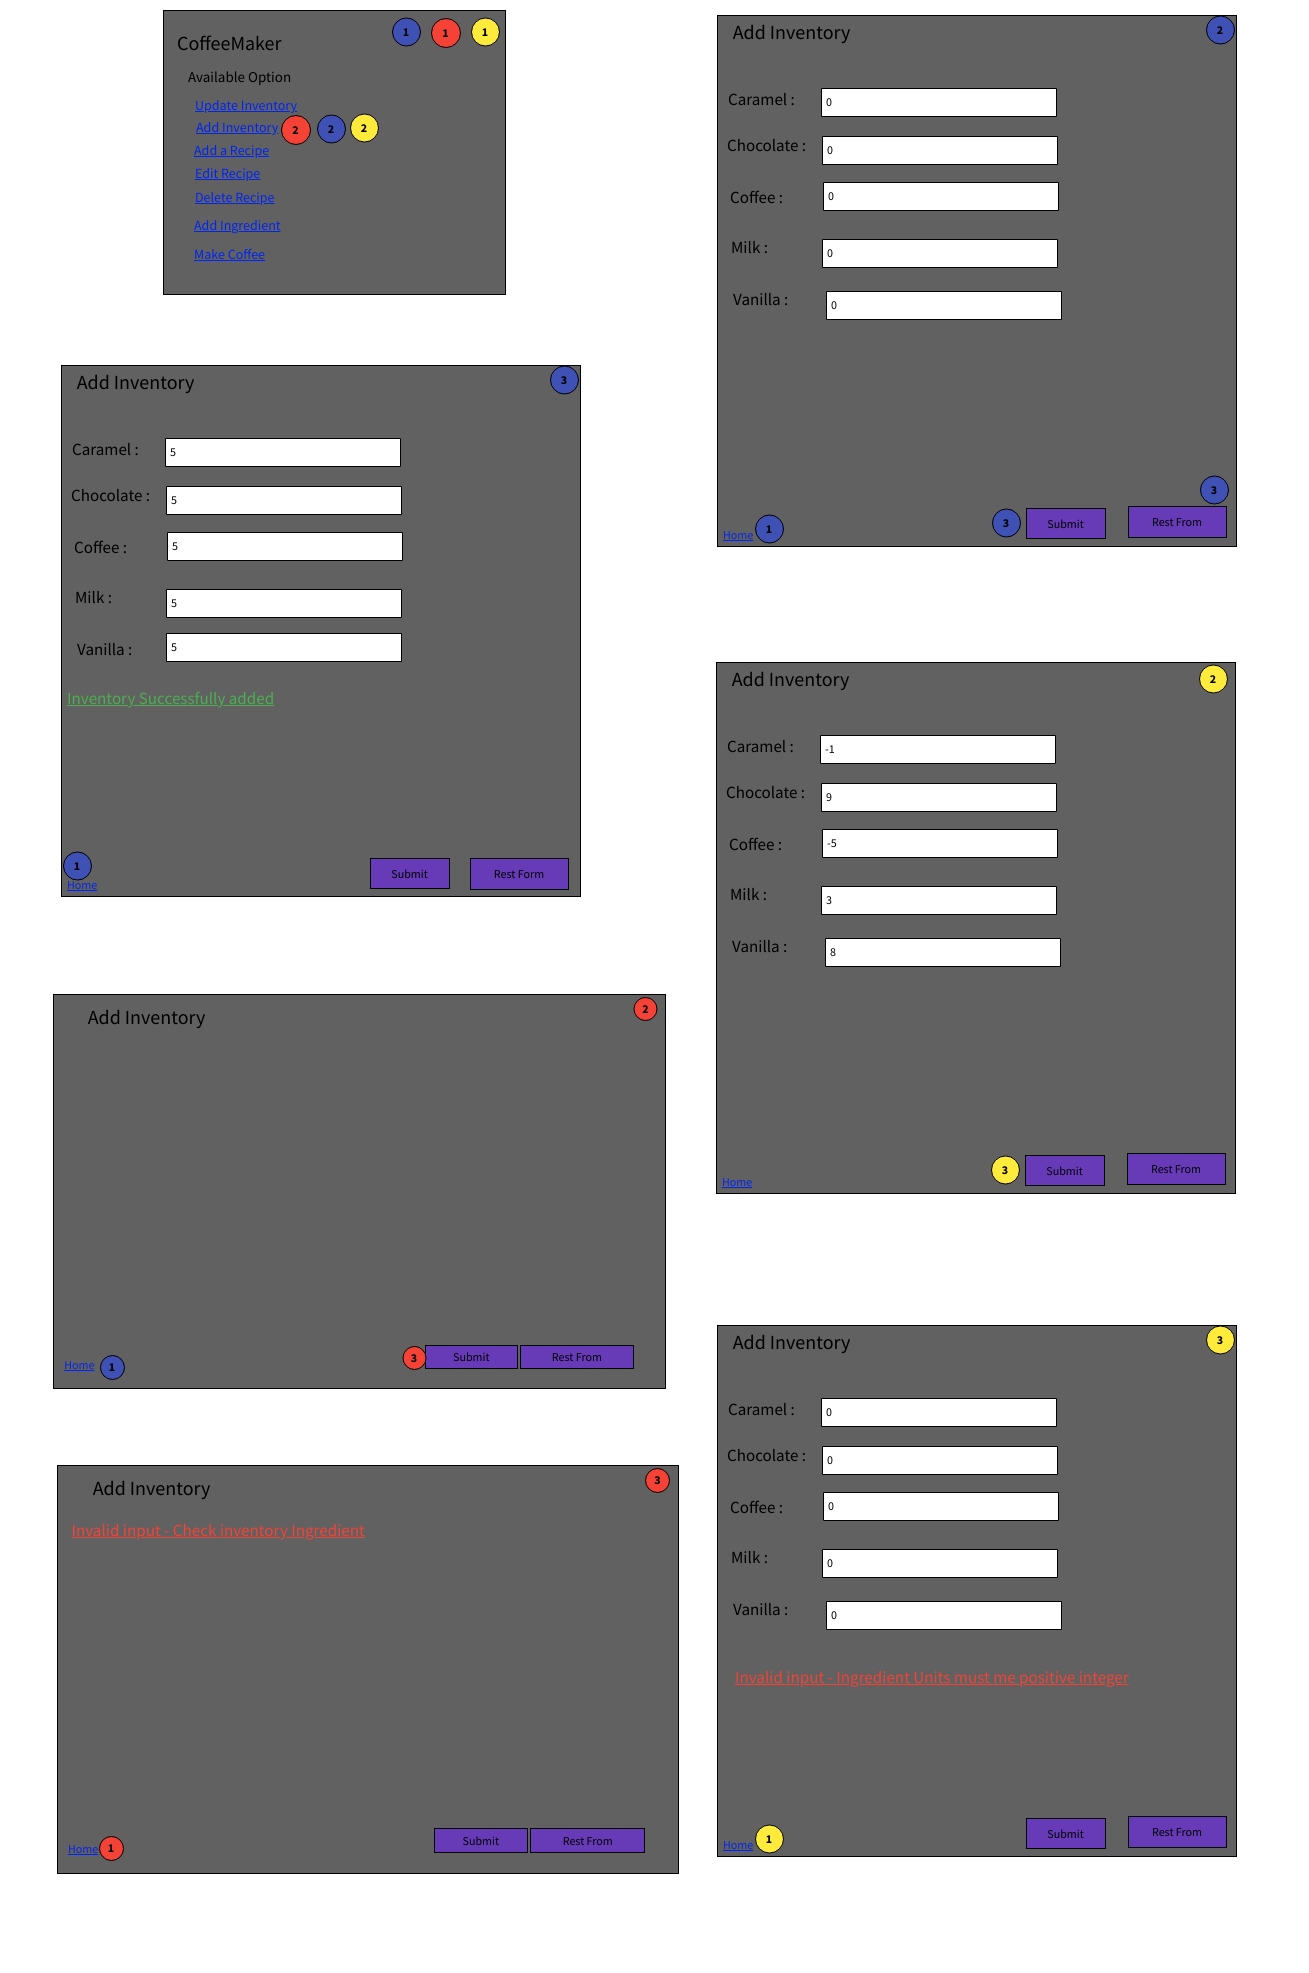 CoffeeMaker
1
1
1
Available Option
Update Inventory
Add Inventory 2 2 2
Add a Recipe
Edit Recipe
Delete Recipe
Add Ingredient
Make Coffee
Add Inventory 2
Caramel : 0
Chocolate : 0
Coffee : 0
Milk : 0
Vanilla : 0
3
Home 1 3 Submit Rest From
Add Inventory 3
Caramel : 5
Chocolate : 5
Coffee : 5
Milk : 5
Vanilla : 5
Inventory Successfully added
1
Home Submit Rest Form
Add Inventory 2
Caramel : -1
Chocolate : 9
Coffee : -5
Milk : 3
Vanilla : 8
Home 3 Submit Rest From
Add Inventory 2
Home 1 3 Submit Rest From
Add Inventory 3
Caramel : 0
Chocolate : 0
Coffee : 0
Milk : 0
Vanilla : 0
Invalid input - Ingredient Units must me positive integer
Home 1 Submit Rest From
Add Inventory 3
Invalid input - Check inventory Ingredient
Home 1 Submit Rest From